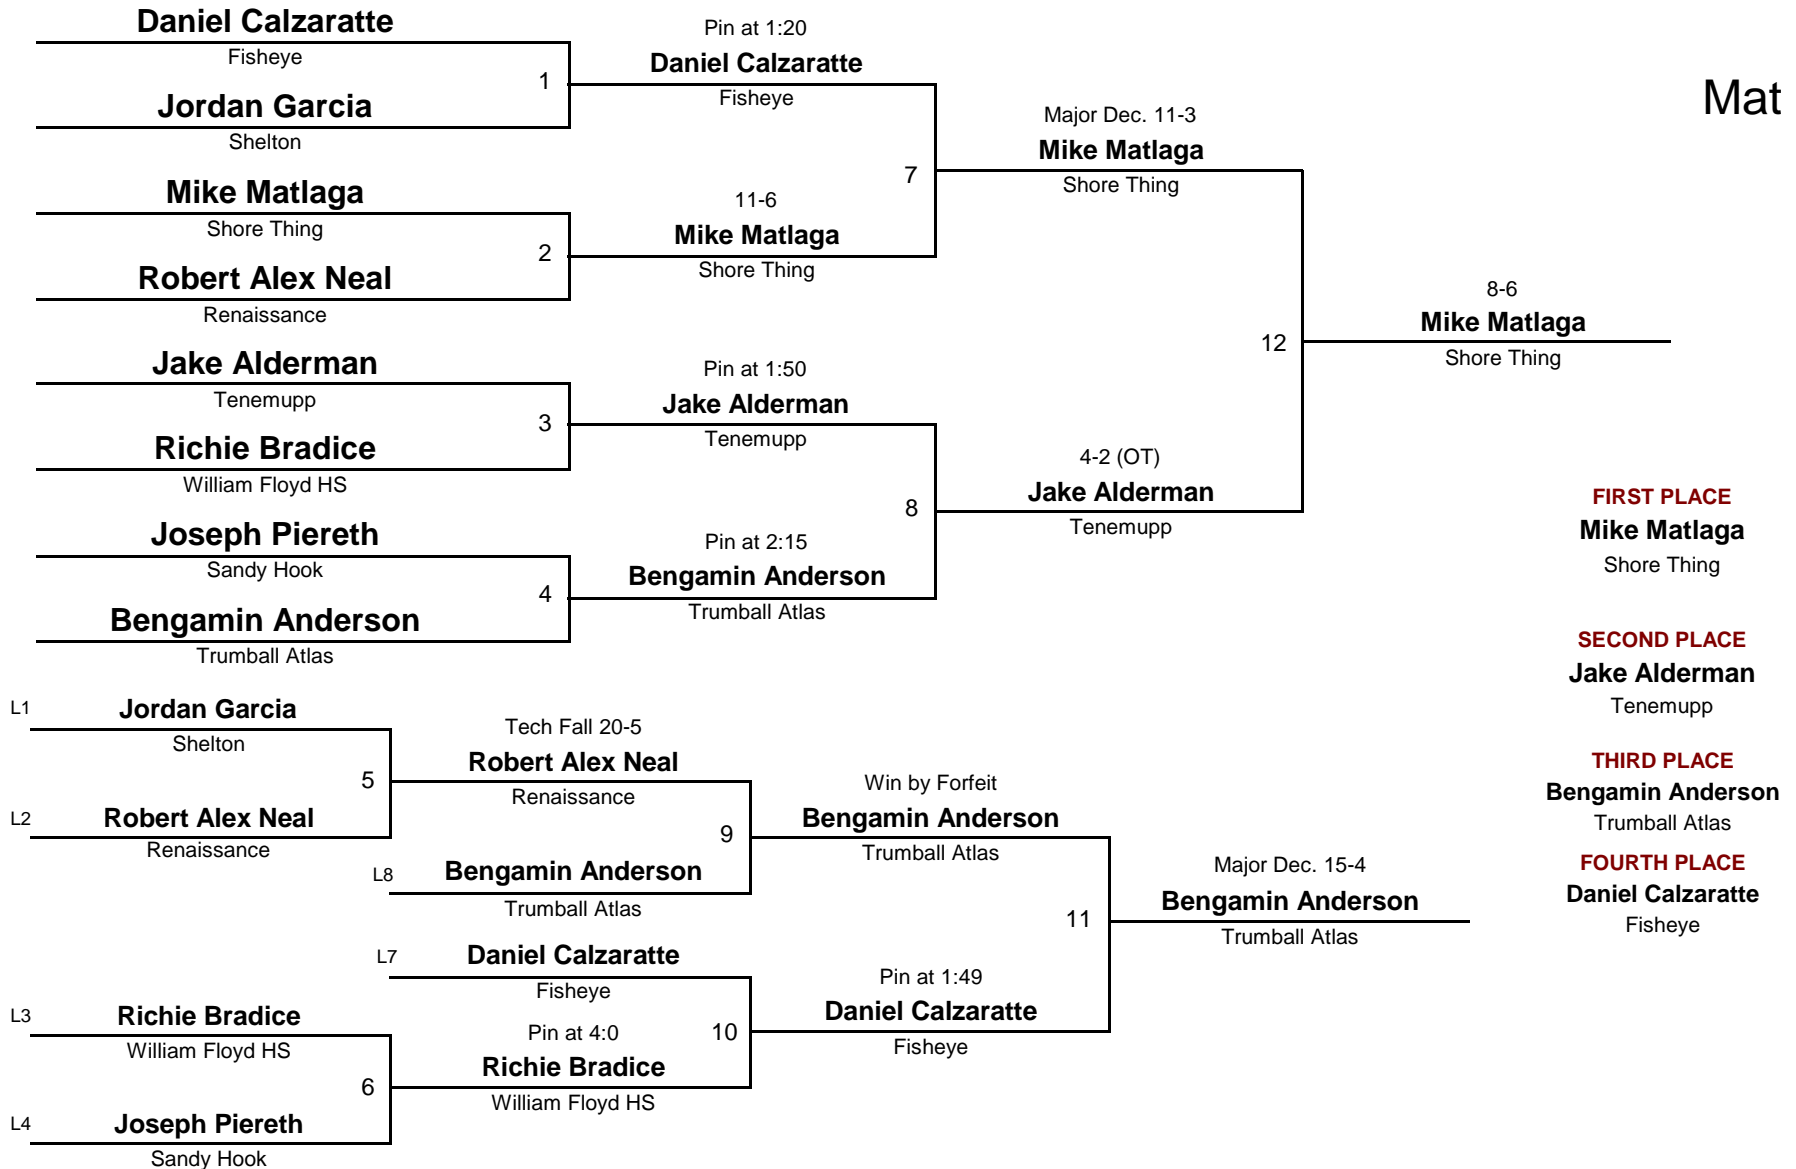 Daniel Calzaratte
Fisheye
1
Jordan Garcia
Shelton
Pin at 1:20
Daniel Calzaratte
Fisheye
Mat
Mike Matlaga
Shore Thing
2
Robert Alex Neal
Renaissance
11-6
Mike Matlaga
Shore Thing
7
Major Dec. 11-3
Mike Matlaga
Shore Thing
Jake Alderman
Tenemupp
3
Richie Bradice
William Floyd HS
Pin at 1:50
Jake Alderman
Tenemupp
Joseph Piereth
Sandy Hook
4
Bengamin Anderson
Trumball Atlas
Pin at 2:15
Bengamin Anderson
Trumball Atlas
8
4-2 (OT)
Jake Alderman
Tenemupp
12
8-6
Mike Matlaga
Shore Thing
FIRST PLACE
Mike Matlaga
Shore Thing
SECOND PLACE
Jake Alderman
Tenemupp
THIRD PLACE
Bengamin Anderson
Trumball Atlas
FOURTH PLACE
Daniel Calzaratte
Fisheye
L1
Jordan Garcia
Shelton
5
L2
Robert Alex Neal
Renaissance
Tech Fall 20-5
Robert Alex Neal
Renaissance
9
L8
Bengamin Anderson
Trumball Atlas
Win by Forfeit
Bengamin Anderson
Trumball Atlas
L7
Daniel Calzaratte
Fisheye
L3
Richie Bradice
William Floyd HS
6
L4
Joseph Piereth
Sandy Hook
Pin at 4:0
Richie Bradice
William Floyd HS
10
Pin at 1:49
Daniel Calzaratte
Fisheye
11
Major Dec. 15-4
Bengamin Anderson
Trumball Atlas